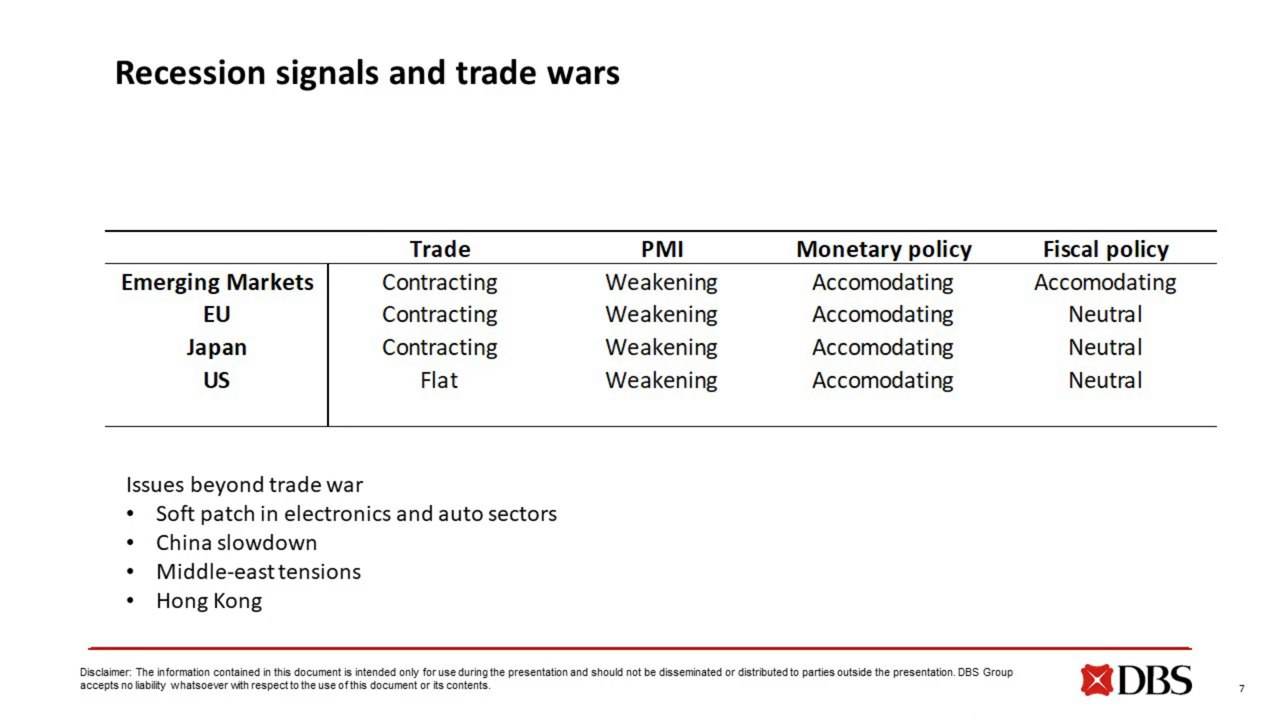 Recession signals and trade wars
Trade PMI Monetary policy Fiscal policy
Emerging Markets Contracting Weakening Accomodating Accomodating
EU Contracting Weakening Accomodating Neutral
Japan Contracting Weakening Accomodating Neutral
US Flat Weakening Accomodating Neutral
Issues beyond trade war
• Soft patch in electronics and auto sectors
• China slowdown
• Middle-east tensions
• Hong Kong
Disclaimer: The information contained in this document is intended only for use during the presentation and should not be disseminated or distributed to parties outside the presentation. DBS Group
accepts no liability whatsoever with respect to the use of this document or its contents.
DBS
7